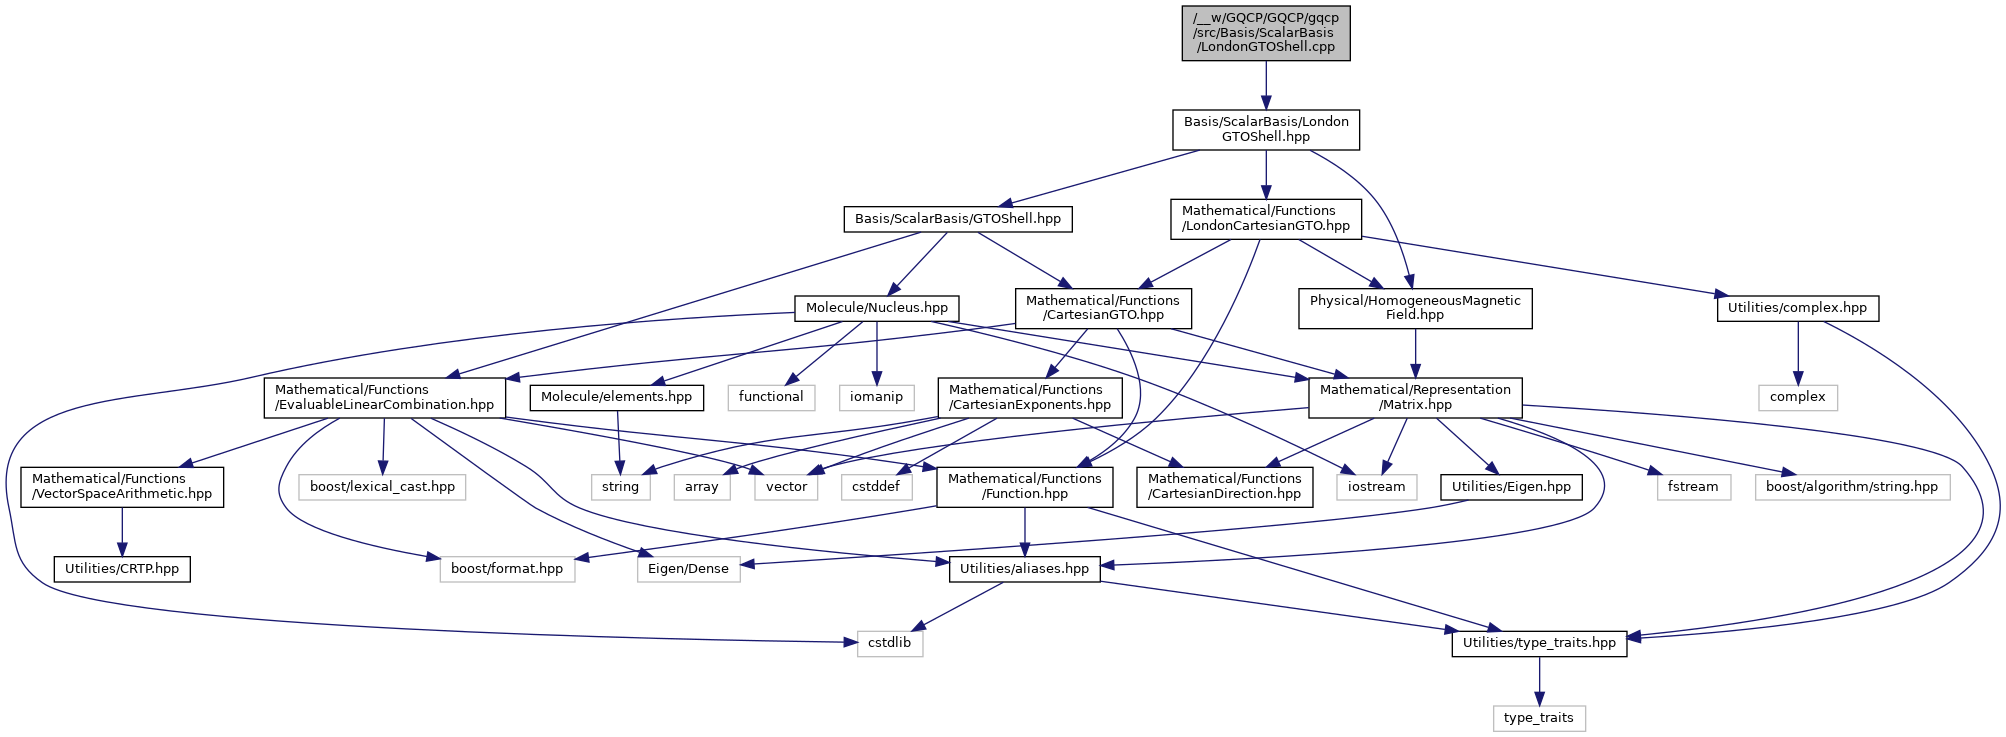 /__w/GQCP/GQCP/gqcp
/src/Basis/ScalarBasis
/LondonGTOShell.cpp
Basis/ScalarBasis/London
GTOShell.hpp
Basis/ScalarBasis/GTOShell.hpp
Mathematical/Functions
/LondonCartesianGTO.hpp
Molecule/Nucleus.hpp
Mathematical/Functions
/CartesianGTO.hpp
Physical/HomogeneousMagnetic
Field.hpp
Utilities/complex.hpp
Mathematical/Functions
/EvaluableLinearCombination.hpp
Molecule/elements.hpp
functional
iomanip
Mathematical/Functions
/CartesianExponents.hpp
Mathematical/Representation
/Matrix.hpp
complex
Mathematical/Functions
/VectorSpaceArithmetic.hpp
boost/lexical_cast.hpp
string
array
vector
cstddef
Mathematical/Functions
/Function.hpp
Mathematical/Functions
/CartesianDirection.hpp
iostream
Utilities/Eigen.hpp
fstream
boost/algorithm/string.hpp
Utilities/CRTP.hpp
boost/format.hpp
Eigen/Dense
Utilities/aliases.hpp
cstdlib
Utilities/type_traits.hpp
type_traits